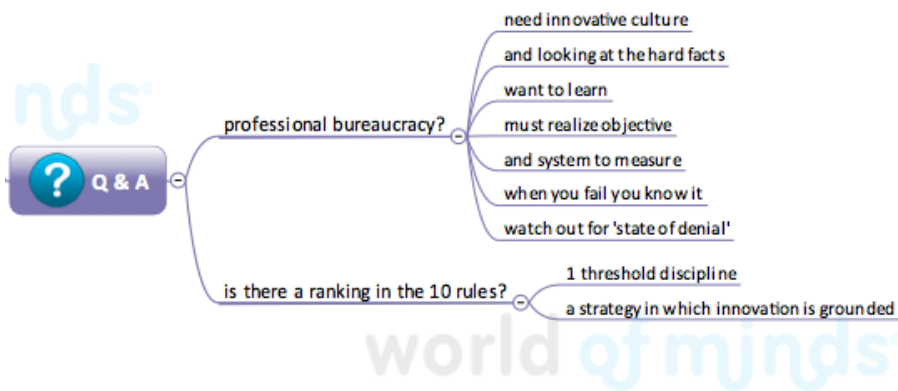 need innovative culture
and looking at the hard facts
want to learn
professional bureaucracy?
must realize objective
and system to measure
when you fail you know it
watch out for 'state of denial'
nds
? Q & A
is there a ranking in the 10 rules?
1 threshold discipline
a strategy in which innovation is grounded
world of minds